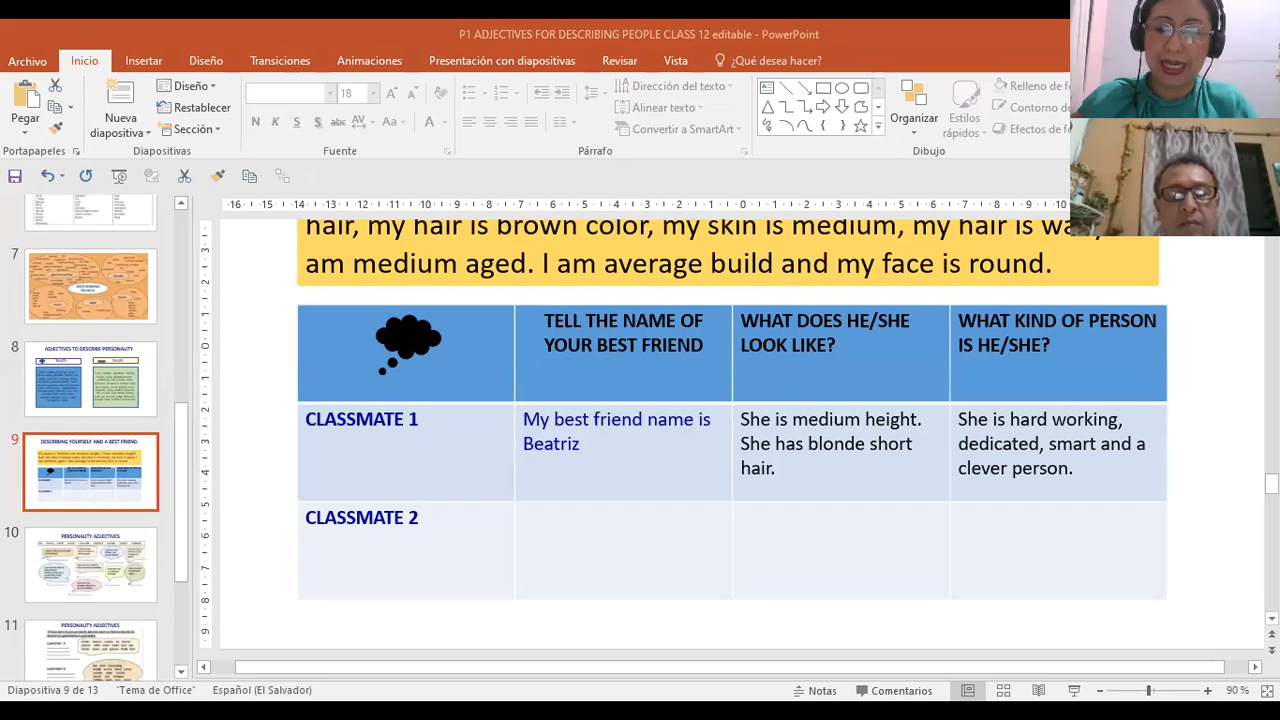 P1 ADJECTIVES FOR DESCRIBING PEOPLE CLASS 12 editable - PowerPoint
Archivo Inicio Insertar Diseño Transiciones Animaciones Presentación con diapositivas Revisar Vista ¿Qué desea hacer?
Pegar
Nueva
diapositiva
Diseño
Restablecer
Sección
18
Dirección del texto
Alinear texto
Convertir a SmartArt
Organizar
Estilos
rápidos
Relleno de
Contorno de
Efectos de
Portapapeles Diapositivas Fuente Párrafo Dibujo
7
8
ADJECTIVES TO DESCRIBE PERSONALITY
9
DESCRIBING YOURSELF AND A BEST FRIEND
10
PERSONALITY ADJECTIVES
11
PERSONALITY ADJECTIVES
hair, my hair is brown color, my skin is medium, my hair is
am medium aged. I am average build and my face is round.
TELL THE NAME OF
YOUR BEST FRIEND
WHAT DOES HE/SHE
LOOK LIKE?
WHAT KIND OF PERSON
IS HE/SHE?
CLASSMATE 1
My best friend name is
Beatriz
She is medium height.
She has blonde short
hair.
She is hard working,
dedicated, smart and a
clever person.
CLASSMATE 2
Diapositiva 9 de 13 "Tema de Office" Español (El Salvador) Notas Comentarios 90 %